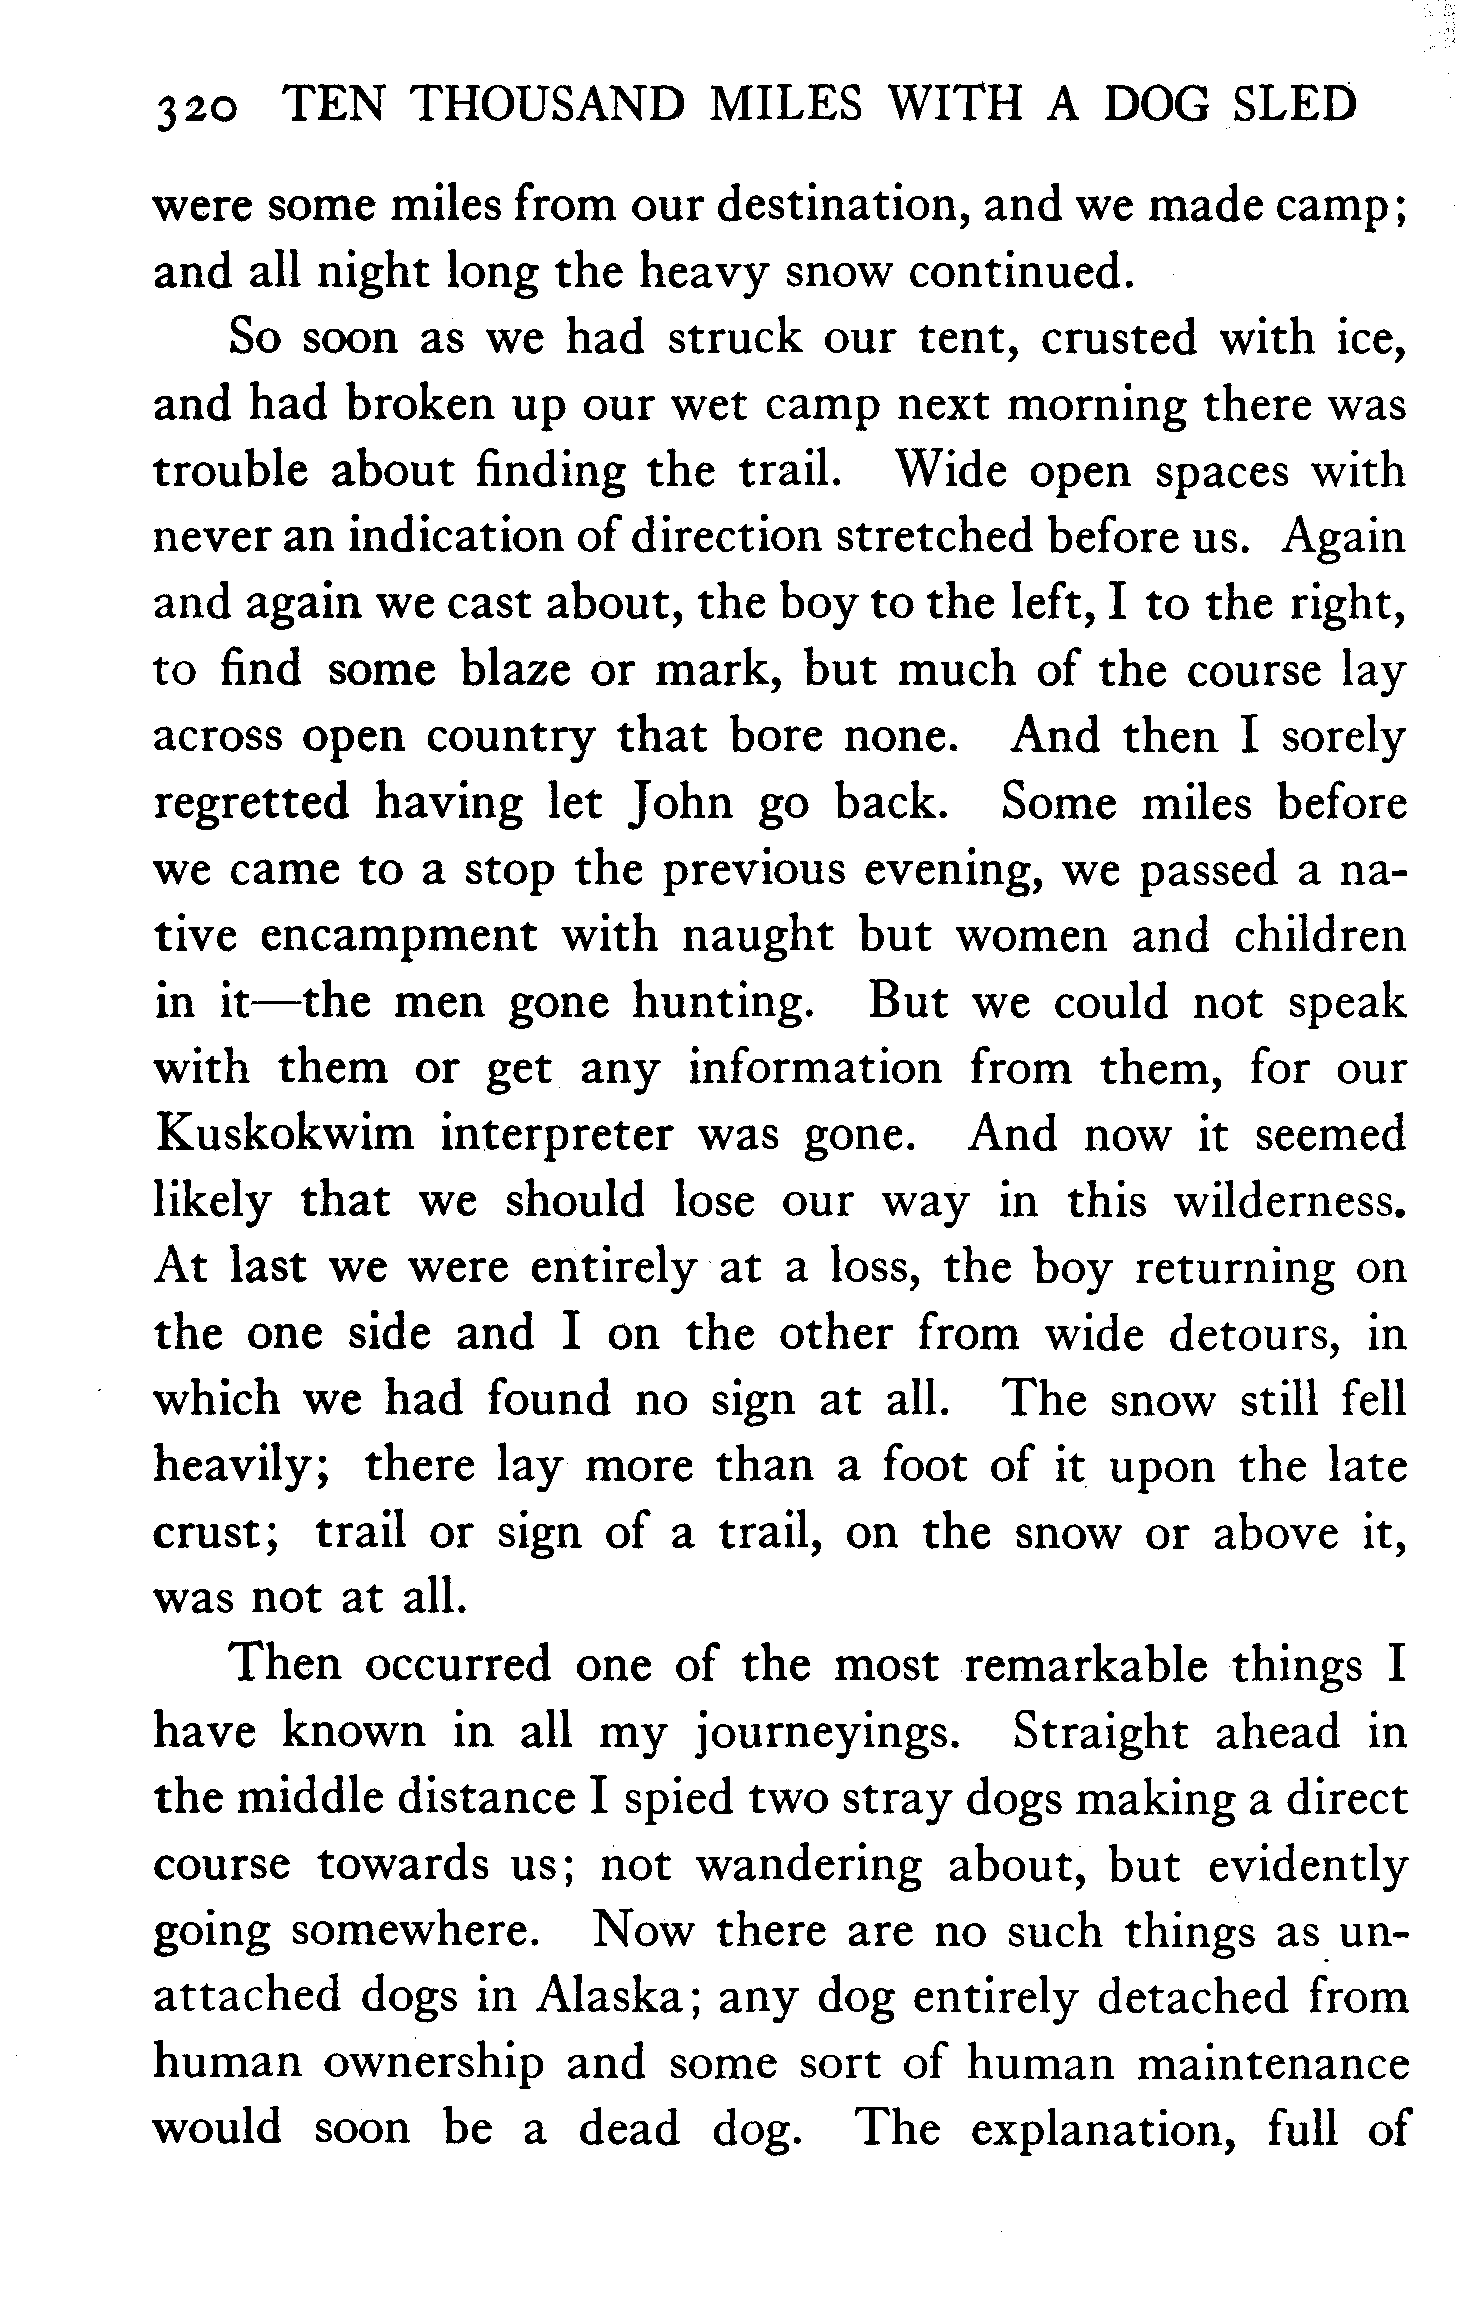 320 TEN THOUSAND MILES WITH A DOG SLED
were some miles from our destination, and we made camp;
and all night long the heavy snow continued.
So soon as we had struck our tent, crusted with ice,
and had broken up our wet camp next morning there was
trouble about finding the trail. Wide open spaces with
never an indication of direction stretched before us. Again
and again we cast about, the boy to the left, I to the right,
to find some blaze or mark, but much of the course lay
across open country that bore none. And then I sorely
regretted having let John go back. Some miles before
we came to a stop the previous evening, we passed a na-
tive encampment with naught but women and children
in it—the men gone hunting. But we could not speak
with them or get any information from them, for our
Kuskokwim interpreter was gone. And now it seemed
likely that we should lose our way in this wilderness.
At last we were entirely at a loss, the boy returning on
the one side and I on the other from wide detours, in
which we had found no sign at all. The snow still fell
heavily; there lay more than a foot of it upon the late
crust; trail or sign of a trail, on the snow or above it,
was not at all.
Then occurred one of the most remarkable things I
have known in all my journeyings. Straight ahead in
the middle distance I spied two stray dogs making a direct
course towards us; not wandering about, but evidently
going somewhere. Now there are no such things as un-
attached dogs in Alaska; any dog entirely detached from
human ownership and some sort of human maintenance
would soon be a dead dog. The explanation, full of